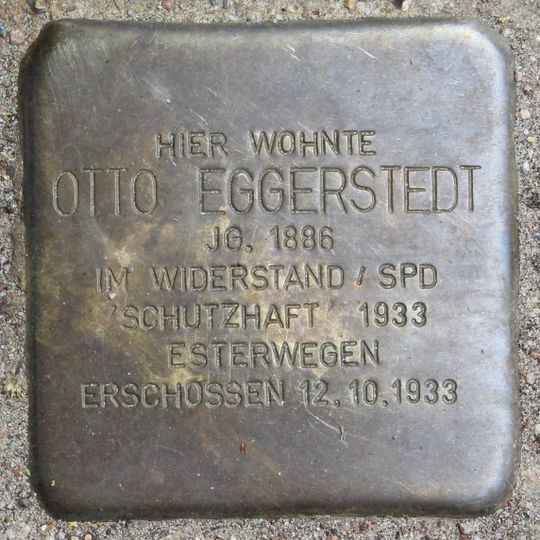 HIER WOHNTE
OTTO EGGERSTEDT
JG. 1886
IM WIDERSTAND / SPD
'SCHUTZHAFT' 1933
ESTERWEGEN
ERSCHOSSEN 12.10.1933